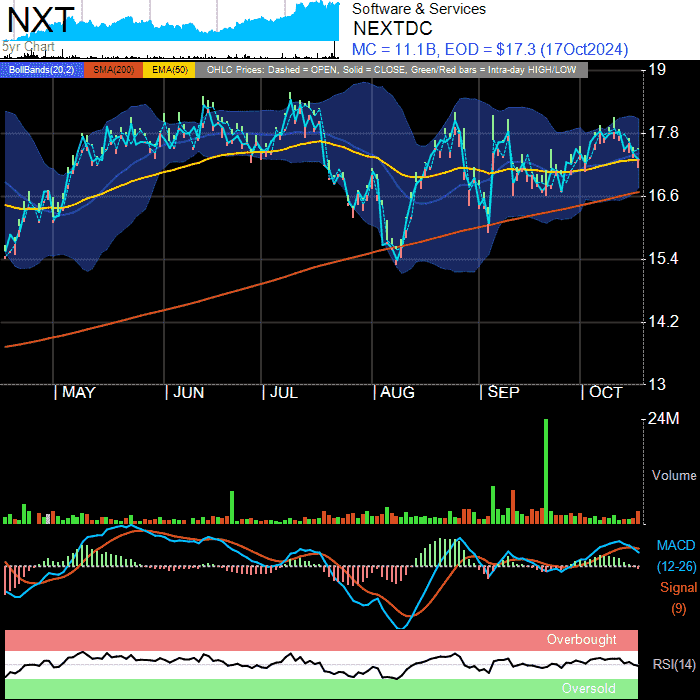 NXT
5yr Chart
Software & Services
NEXTDC
MC = 11.1B, EOD = $17.3 (17Oct2024)
BollBands(20,2) SMA(200) EMA(50) OHLC Prices: Dashed = OPEN, Solid = CLOSE, Green/Red bars = Intra-day HIGH/LOW
19
17.8
16.6
15.4
14.2
13
| MAY | JUN | JUL | AUG | SEP | OCT
24M
Volume
MACD
(12-26)
Signal
(9)
Overbought
RSI(14)
Oversold